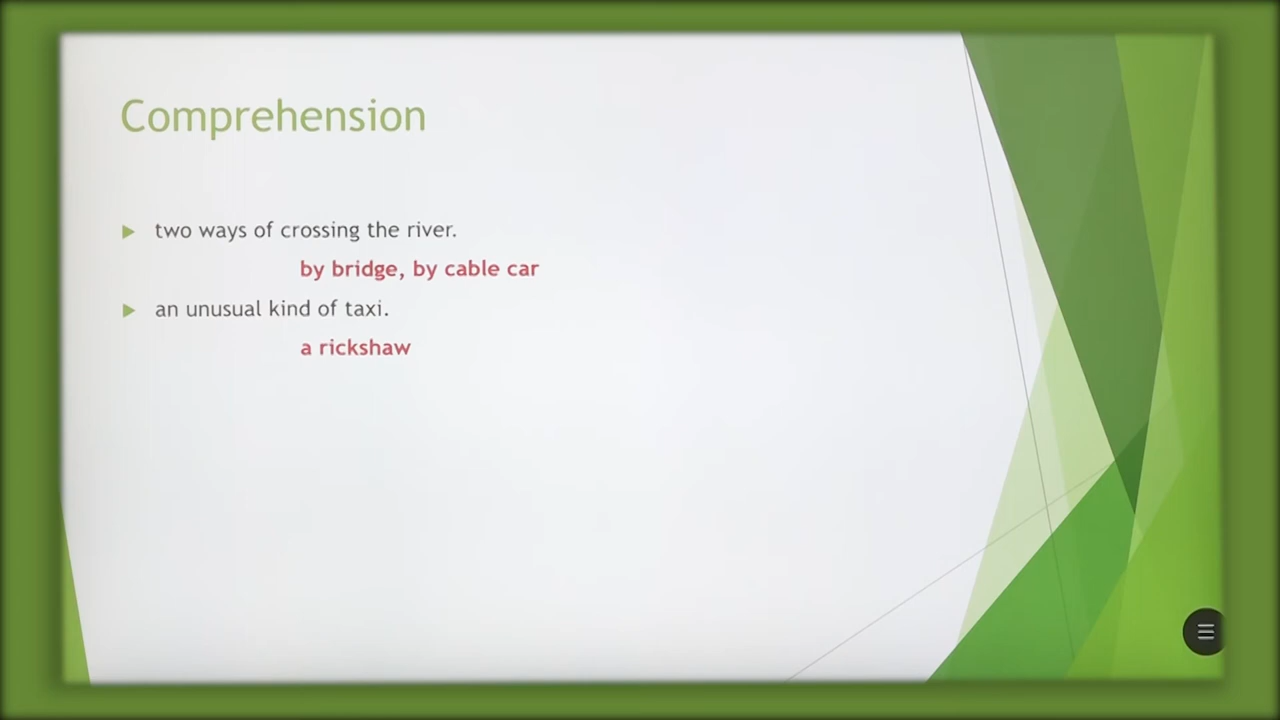 Comprehension
two ways of crossing the river.
by bridge, by cable car
an unusual kind of taxi.
a rickshaw